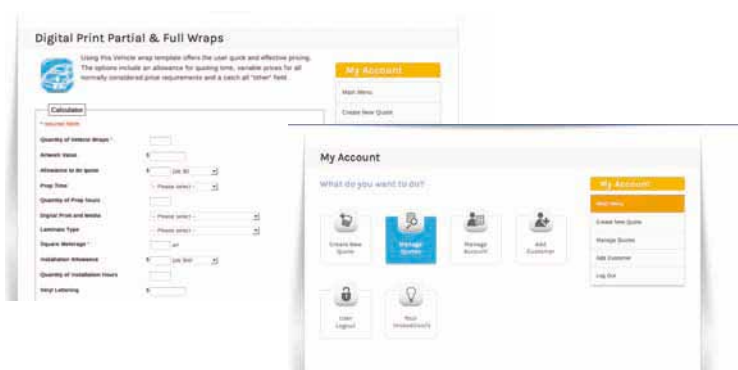 Digital Print Partial & Full Wraps
Using this Vehicle wrap template offers the user quick and effective pricing.
The options include an allowance for quoting time, variable prices for all
normally considered price requirements and a catch all "other" field.
My Account
Main Menu
Create New Quote
Calculator
* required fields
Quantity of Vehicle Wraps *
Artwork Value
$
Allowance to do quote
$
Prep Time
- Please select -
Quantity of Prep hours
Digital Print and Media
- Please select -
Laminate Type
- Please select -
Square Meterage *
m²
Installation Allowance
$
Quantity of Installation Hours
Vinyl Lettering
$
My Account
What do you want to do?
Create New
Quote
Manage
Quotes
Manage
Account
Add
Customer
User
Logout
Your
My Account
Main Menu
Create New Quote
Manage Quotes
Add Customer
Log Out